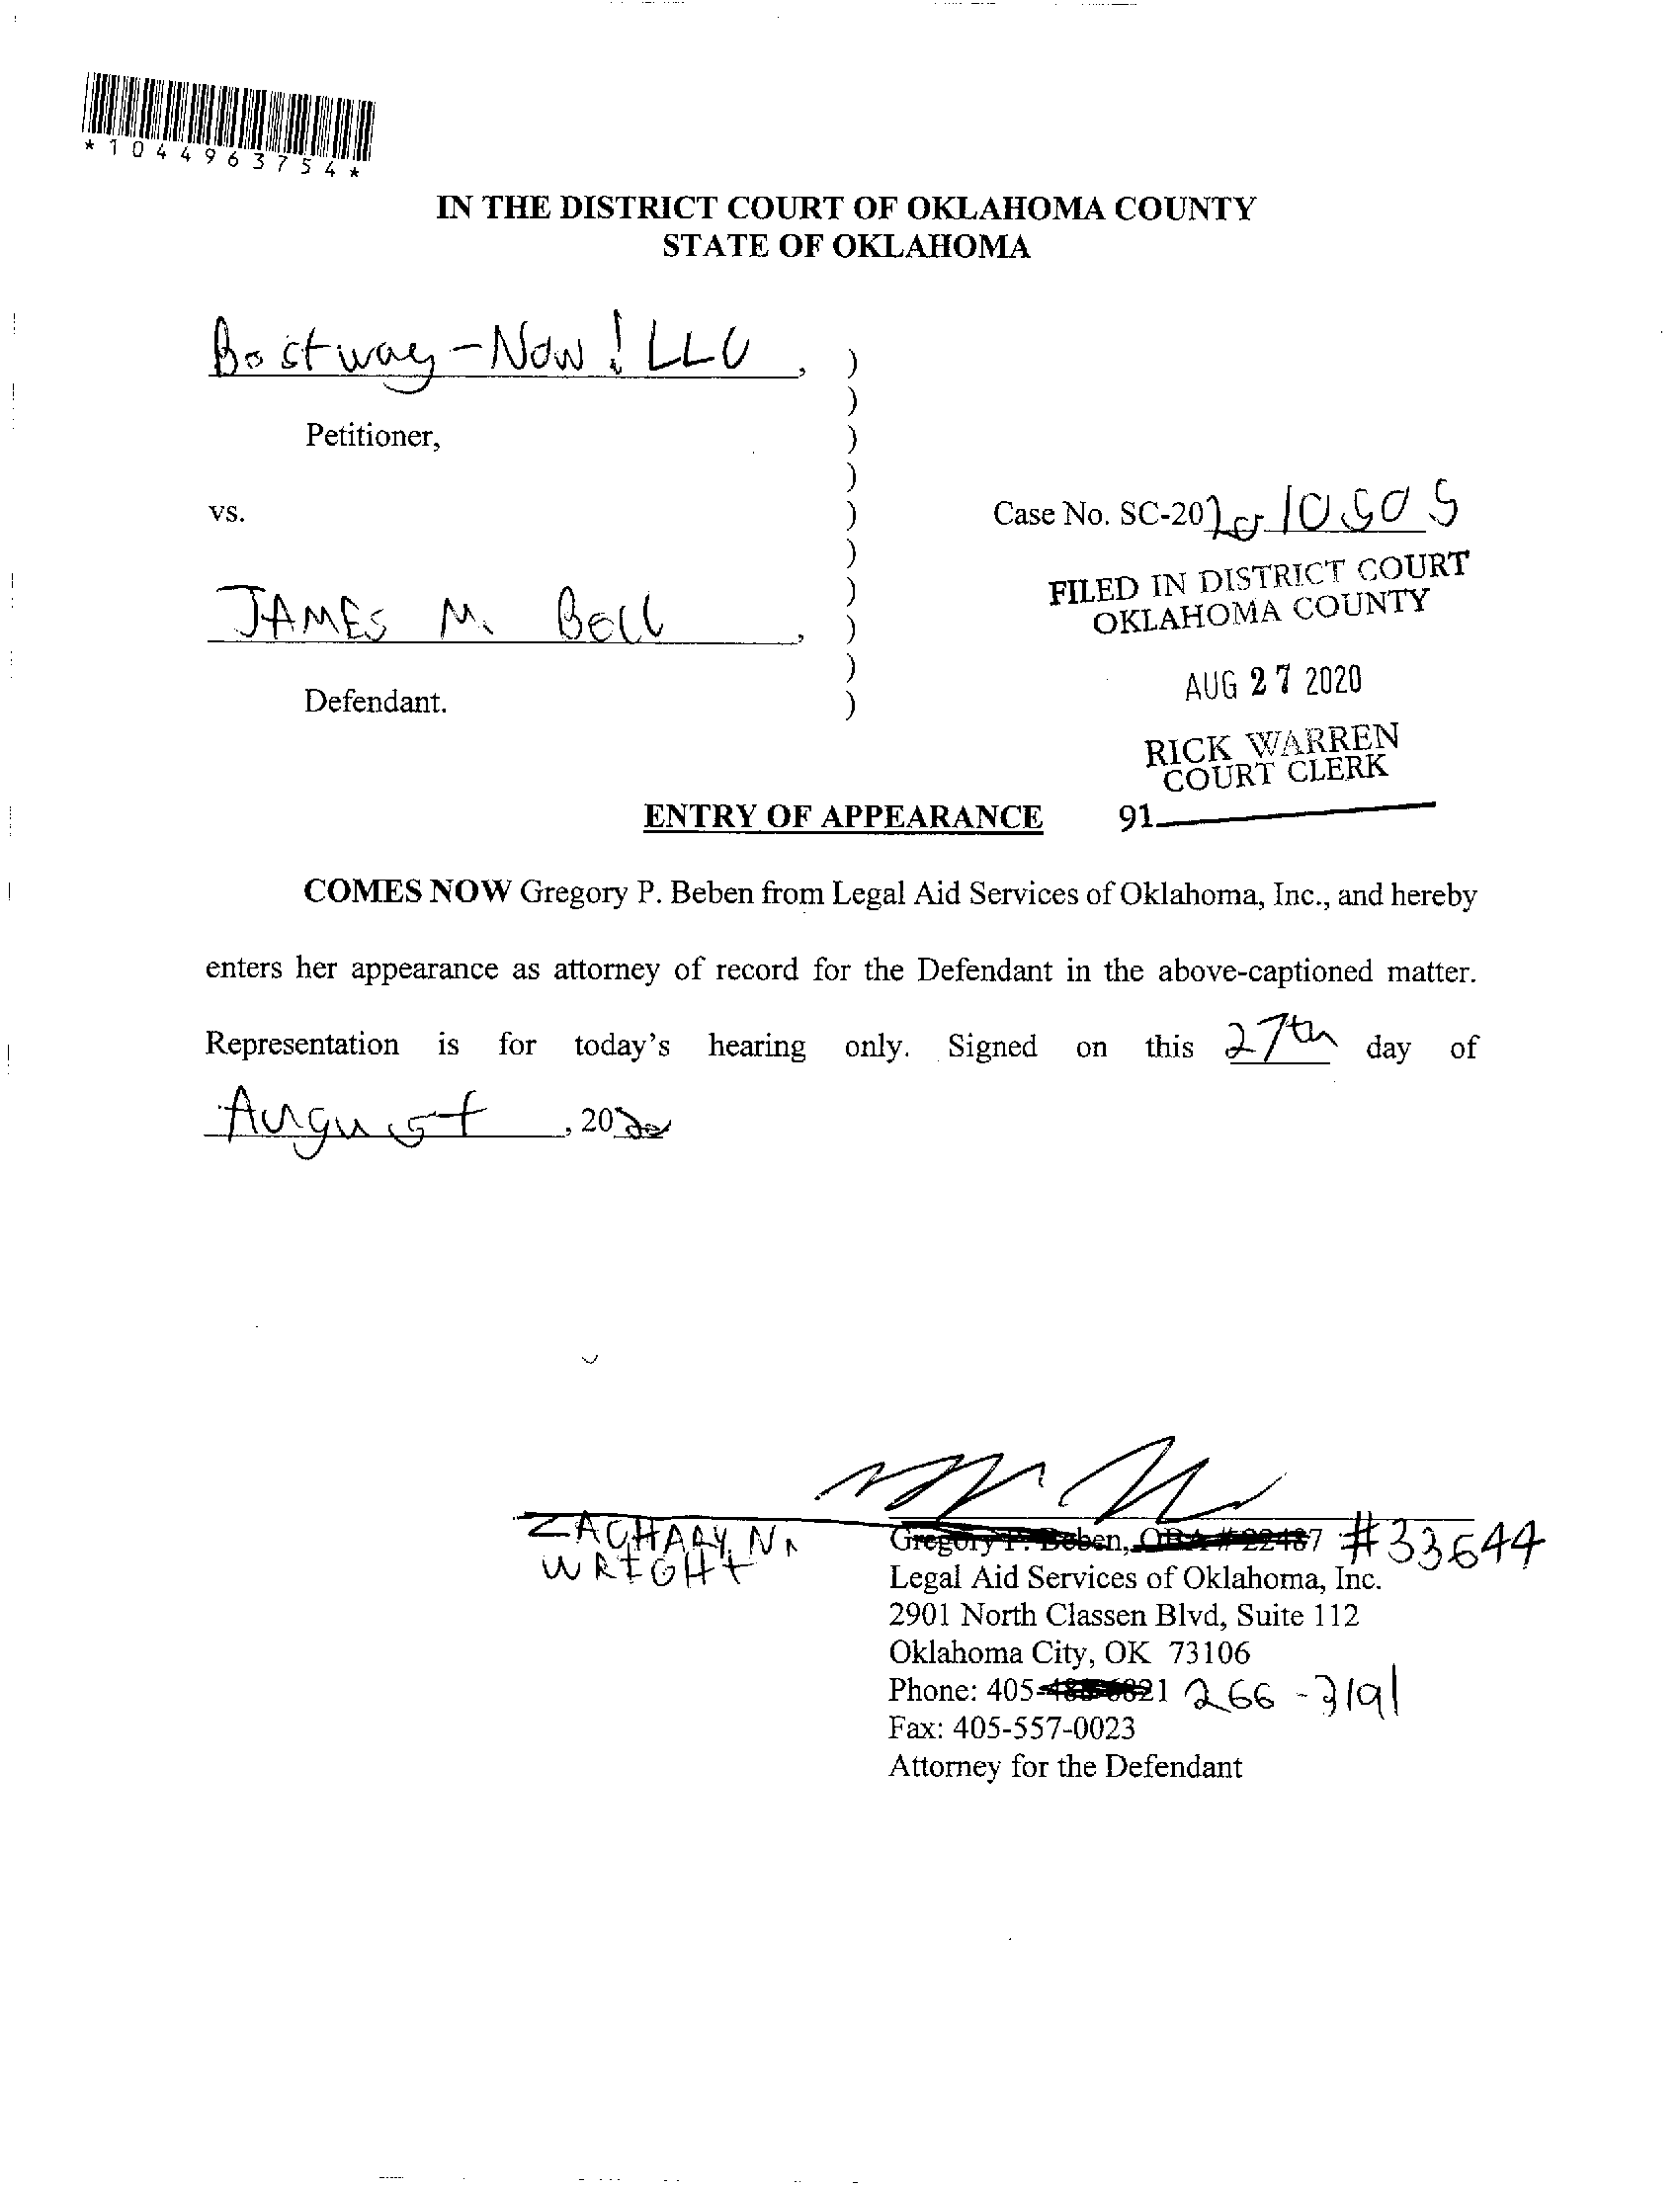 *1044963754*
IN THE DISTRICT COURT OF OKLAHOMA COUNTY
STATE OF OKLAHOMA
Bostway-Now! LLC,
Petitioner,
vs.
Case No. SC-2020-10505
FILED IN DISTRICT COURT
OKLAHOMA COUNTY
JAMES M. Bell,
AUG 27 2020
Defendant.
RICK WARREN
COURT CLERK
91
ENTRY OF APPEARANCE
COMES NOW Gregory P. Beben from Legal Aid Services of Oklahoma, Inc., and hereby
enters her appearance as attorney of record for the Defendant in the above-captioned matter.
Representation is for today's hearing only. Signed on this 27th day of
August, 2020
ZACHARY N.
WRIGHT
Gregory P. Beben, OBA # 22487 #33644
Legal Aid Services of Oklahoma, Inc.
2901 North Classen Blvd, Suite 112
Oklahoma City, OK 73106
Phone: 405- 266-3191
Fax: 405-557-0023
Attorney for the Defendant